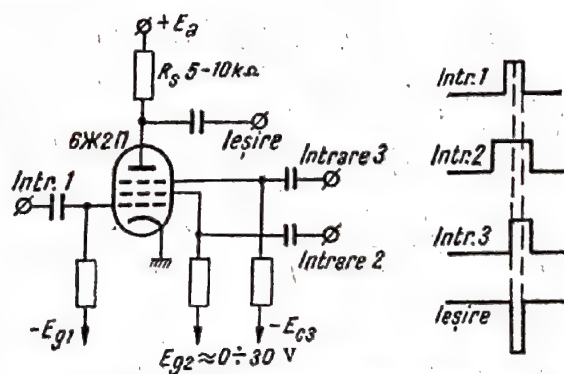 +Ea
Rs 5-10kΩ
6Ж2П
Ieșire
Intr. 1
Intrare 3
Intrare 2
-Eg1
Eg2≈0÷30 V
-Ec3
Intr.1
Intr.2
Intr.3
Ieșire